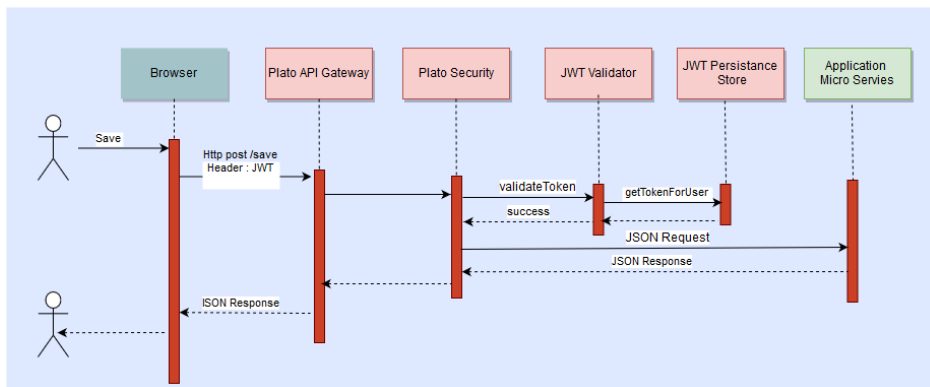 Browser
Plato API Gateway
Plato Security
JWT Validator
JWT Persistance
Store
Application
Micro Servies
Save
Http post /save
Header : JWT
validateToken
getTokenForUser
success
JSON Request
JSON Response
ISON Response